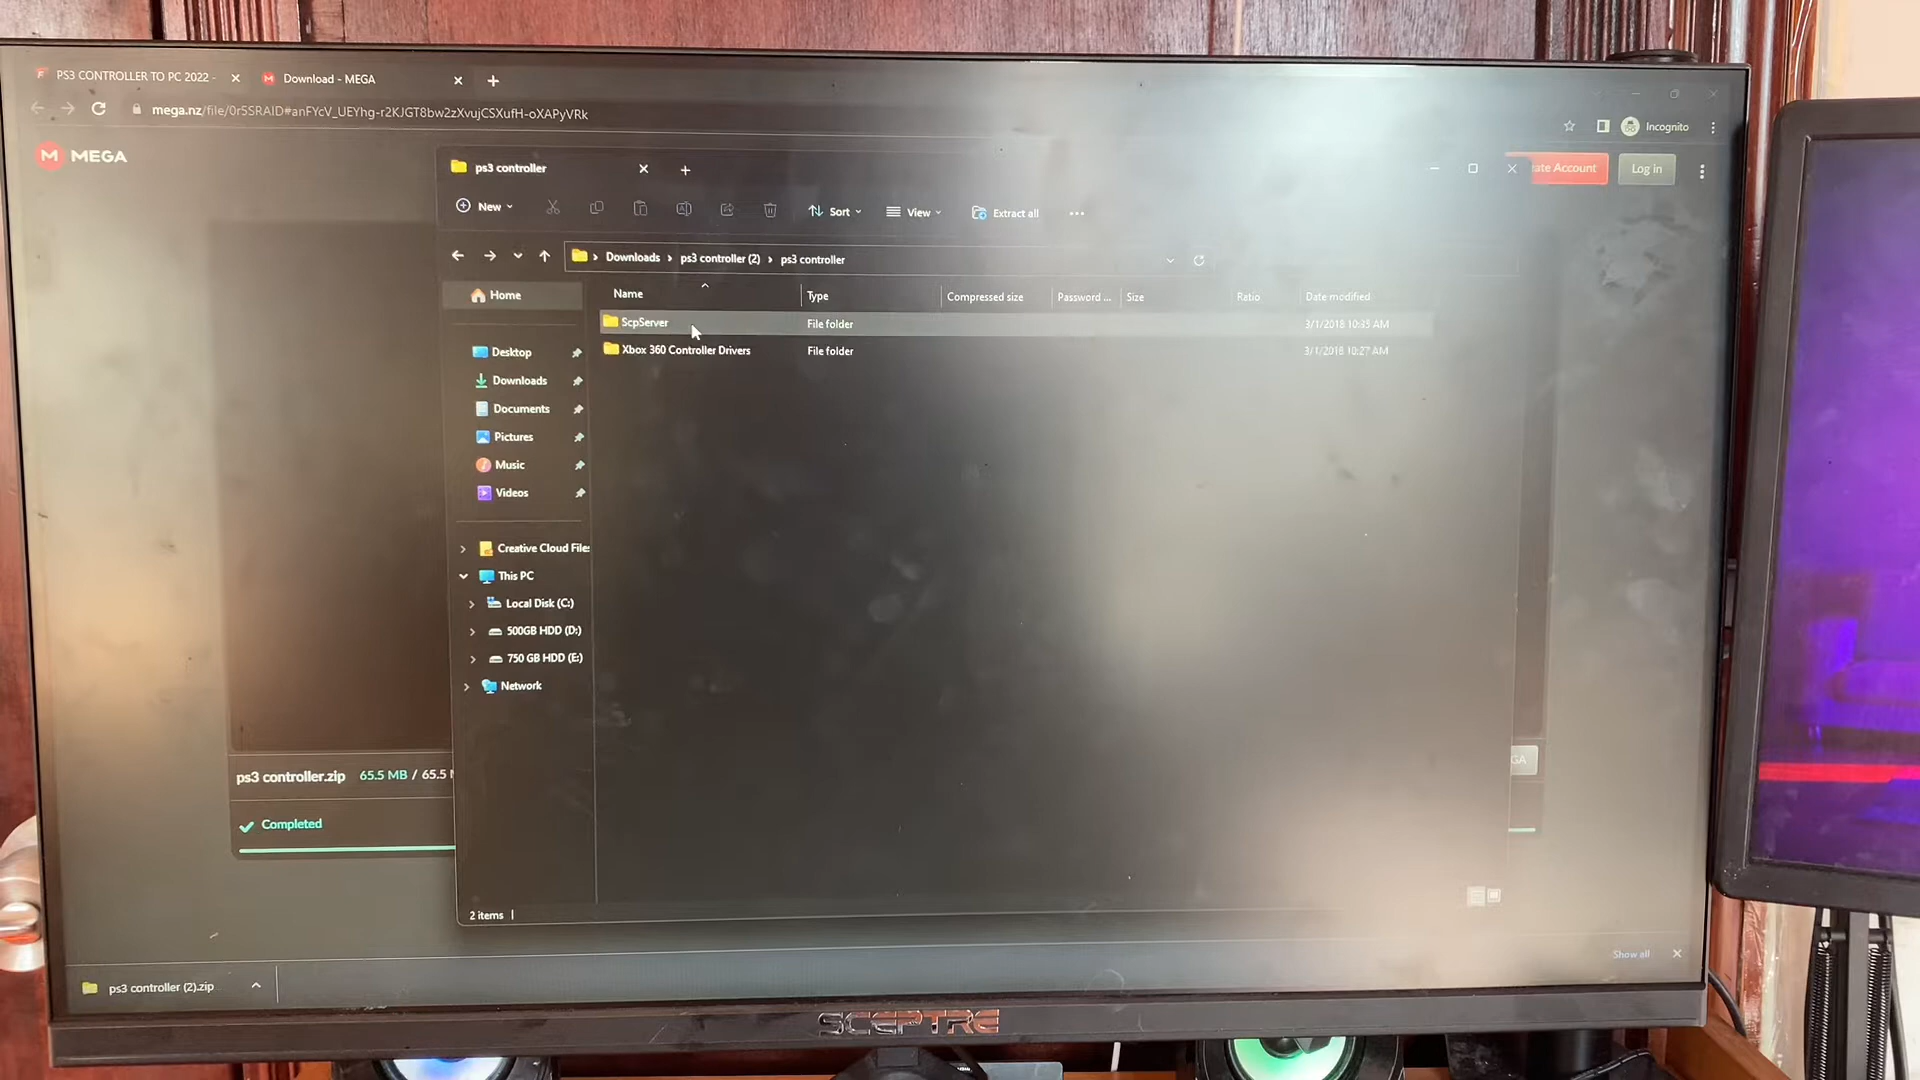 PS3 CONTROLLER TO PC 2022 -
Download - MEGA
mega.nz/file/0r5SRAID#anFYcV_UEYhg-r2KJGT8bw2zXvujCSXufH-oXAPyVRk
Incognito
M MEGA
ate Account
Log in
ps3 controller
New
Sort
View
Extract all
Downloads > ps3 controller (2) > ps3 controller
Home
Name Type Compressed size Password ... Size Ratio Date modified
ScpServer File folder 3/1/2018 10:35 AM
Xbox 360 Controller Drivers File folder 3/1/2018 10:27 AM
Desktop
Downloads
Documents
Pictures
Music
Videos
Creative Cloud Files
This PC
Local Disk (C:)
500GB HDD (D:)
750 GB HDD (E:)
Network
ps3 controller.zip 65.5 MB / 65.5 M
GA
Completed
2 items
Show all
ps3 controller (2).zip
SCEPTRE